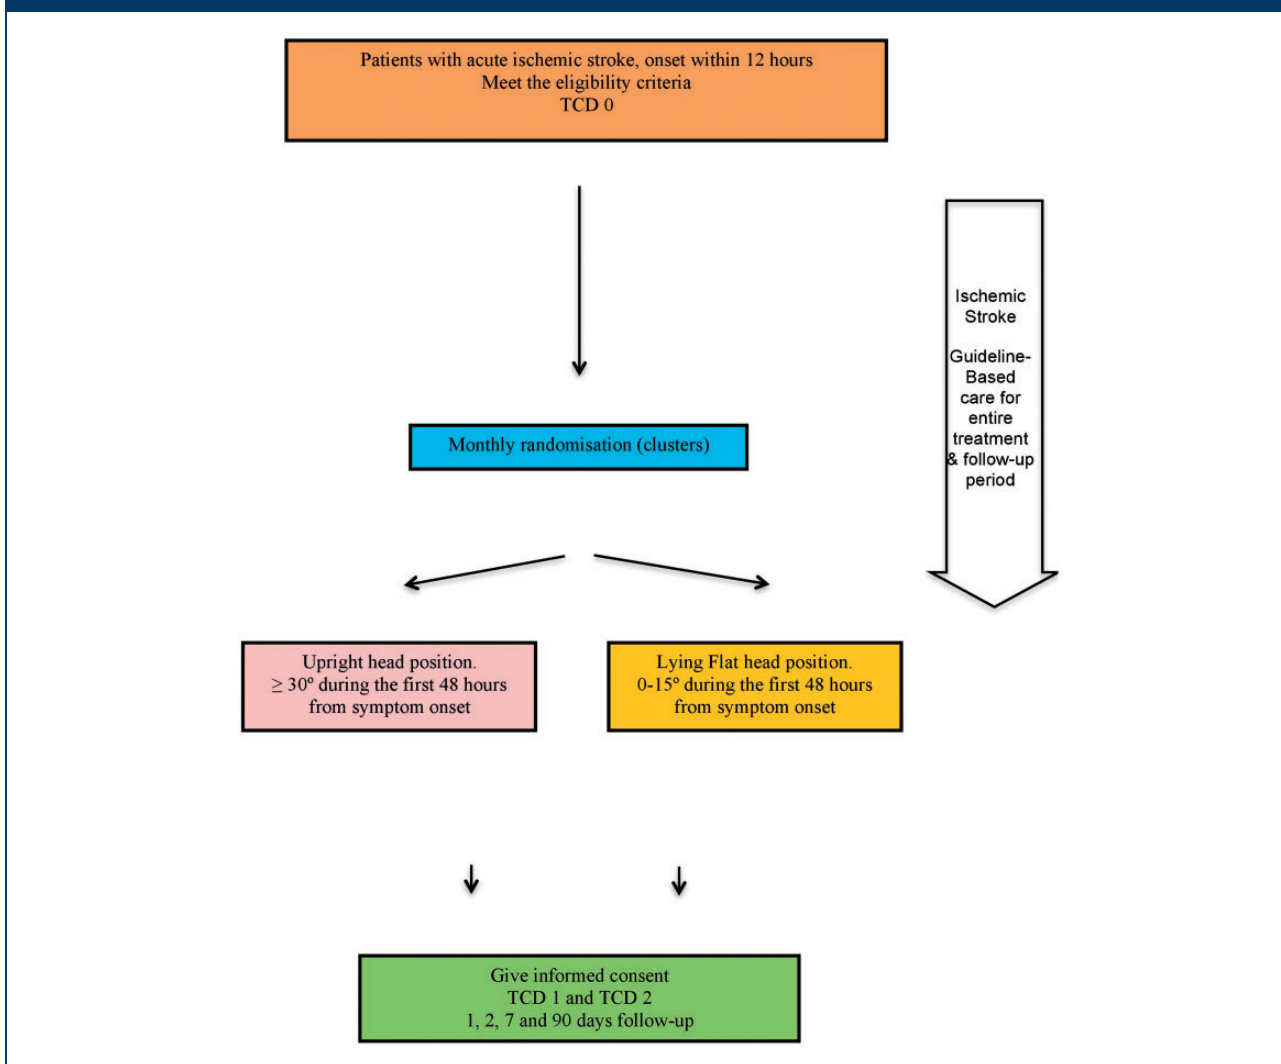 Patients with acute ischemic stroke, onset within 12 hours
Meet the eligibility criteria
TCD 0
Ischemic
Stroke
Guideline-
Based
care for
entire
treatment
& follow-up
period
Monthly randomisation (clusters)
Upright head position.
≥ 30º during the first 48 hours
from symptom onset
Lying Flat head position.
0-15º during the first 48 hours
from symptom onset
Give informed consent
TCD 1 and TCD 2
1, 2, 7 and 90 days follow-up